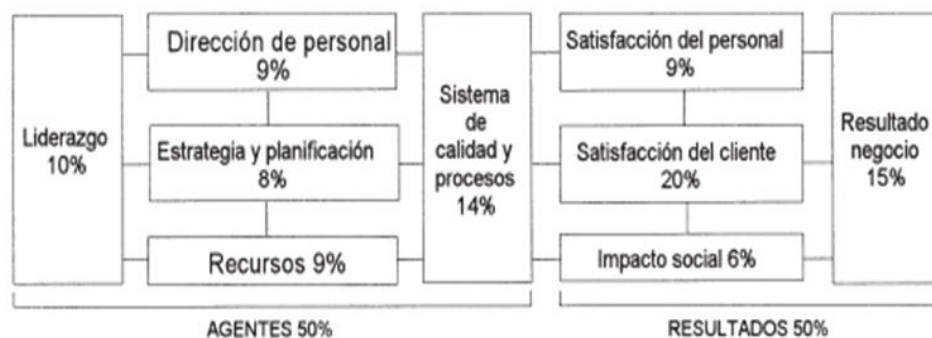 Liderazgo
10%
Dirección de personal
9%
Estrategia y planificación
8%
Recursos 9%
Sistema
de
calidad y
procesos
14%
Satisfacción del personal
9%
Satisfacción del cliente
20%
Impacto social 6%
Resultado
negocio
15%
AGENTES 50%
RESULTADOS 50%